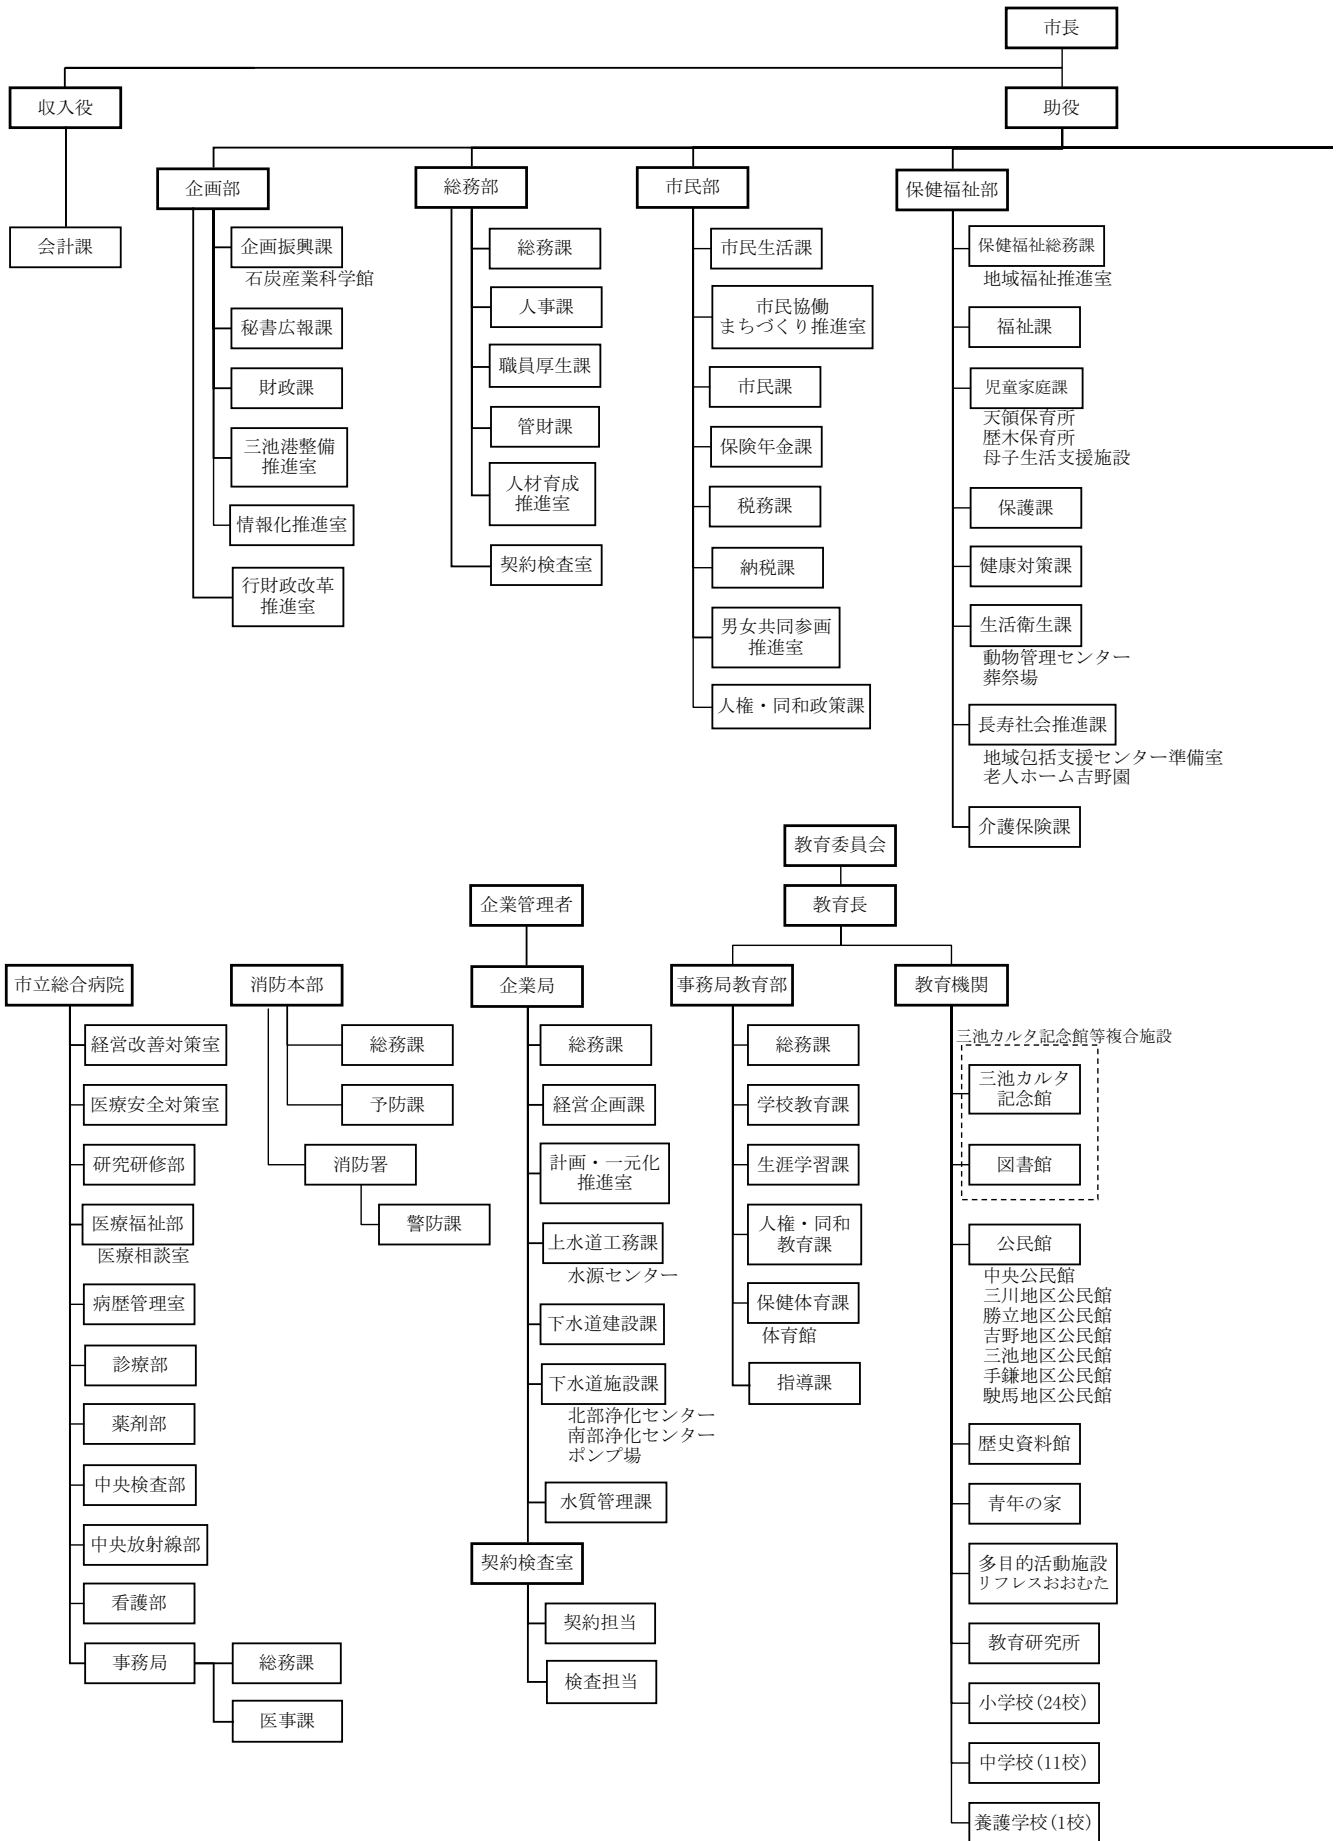 市長
収入役
助役
会計課
企画部
企画振興課
石炭産業科学館
秘書広報課
財政課
三池港整備
推進室
情報化推進室
行財政改革
推進室
総務部
総務課
人事課
職員厚生課
管財課
人材育成
推進室
契約検査室
市民部
市民生活課
市民協働
まちづくり推進室
市民課
保険年金課
税務課
納税課
男女共同参画
推進室
人権・同和政策課
保健福祉部
保健福祉総務課
地域福祉推進室
福祉課
児童家庭課
天領保育所
歴木保育所
母子生活支援施設
保護課
健康対策課
生活衛生課
動物管理センター
葬祭場
長寿社会推進課
地域包括支援センター準備室
老人ホーム吉野園
介護保険課
市立総合病院
経営改善対策室
医療安全対策室
研究研修部
医療福祉部
医療相談室
病歴管理室
診療部
薬剤部
中央検査部
中央放射線部
看護部
事務局
総務課
医事課
消防本部
総務課
予防課
消防署
警防課
企業管理者
企業局
総務課
経営企画課
計画・一元化
推進室
上水道工務課
水源センター
下水道建設課
下水道施設課
北部浄化センター
南部浄化センター
ポンプ場
水質管理課
契約検査室
契約担当
検査担当
教育委員会
教育長
事務局教育部
総務課
学校教育課
生涯学習課
人権・同和
教育課
保健体育課
体育館
指導課
教育機関
三池カルタ記念館等複合施設
三池カルタ
記念館
図書館
公民館
中央公民館
三川地区公民館
勝立地区公民館
吉野地区公民館
三池地区公民館
手鎌地区公民館
駛馬地区公民館
歴史資料館
青年の家
多目的活動施設
リフレスおおむた
教育研究所
小学校(24校)
中学校(11校)
養護学校(1校)